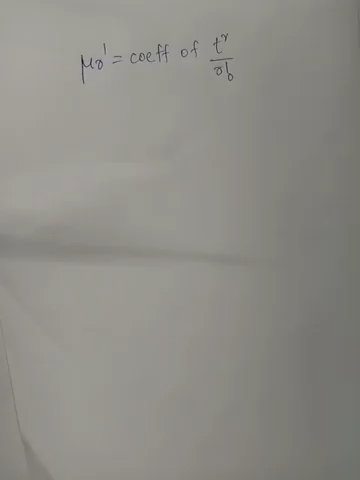 μr' = coeff of t^r/r!